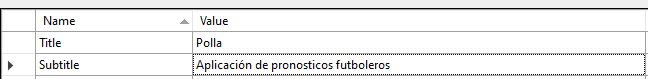 Name Value
Title Polla
Subtitle Aplicación de pronosticos futboleros